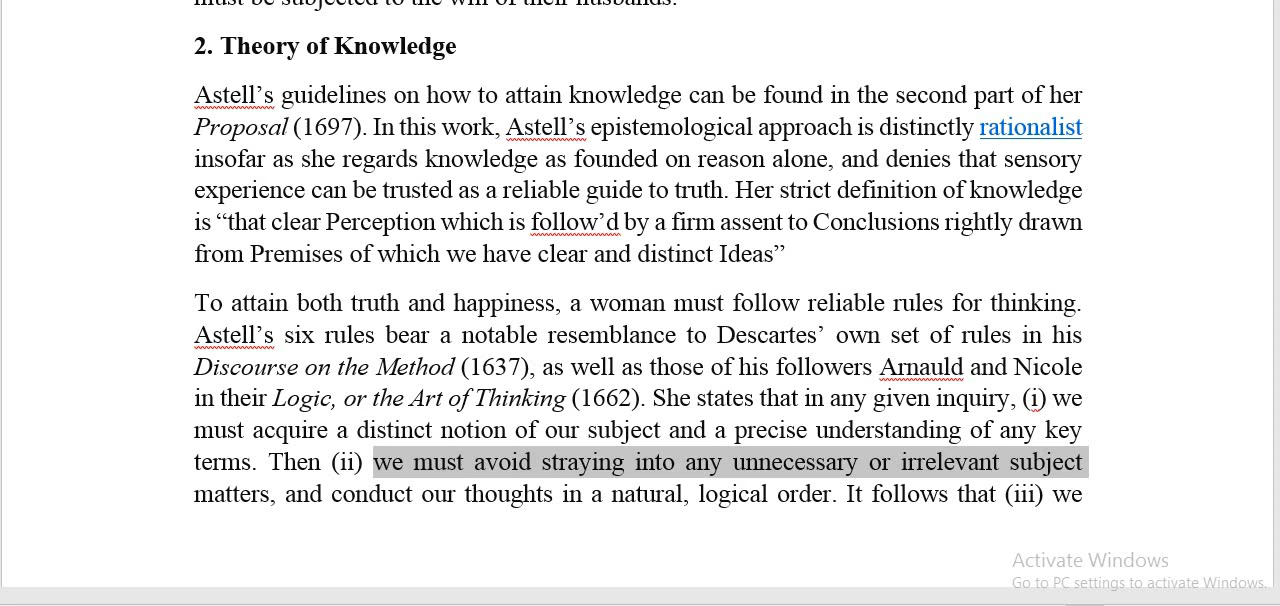 must be subjected to the will of their husbands.
2. Theory of Knowledge
Astell’s guidelines on how to attain knowledge can be found in the second part of her
Proposal (1697). In this work, Astell’s epistemological approach is distinctly rationalist
insofar as she regards knowledge as founded on reason alone, and denies that sensory
experience can be trusted as a reliable guide to truth. Her strict definition of knowledge
is “that clear Perception which is follow’d by a firm assent to Conclusions rightly drawn
from Premises of which we have clear and distinct Ideas”
To attain both truth and happiness, a woman must follow reliable rules for thinking.
Astell’s six rules bear a notable resemblance to Descartes’ own set of rules in his
Discourse on the Method (1637), as well as those of his followers Arnauld and Nicole
in their Logic, or the Art of Thinking (1662). She states that in any given inquiry, (i) we
must acquire a distinct notion of our subject and a precise understanding of any key
terms. Then (ii) we must avoid straying into any unnecessary or irrelevant subject
matters, and conduct our thoughts in a natural, logical order. It follows that (iii) we
Activate Windows
Go to PC settings to activate Windows.